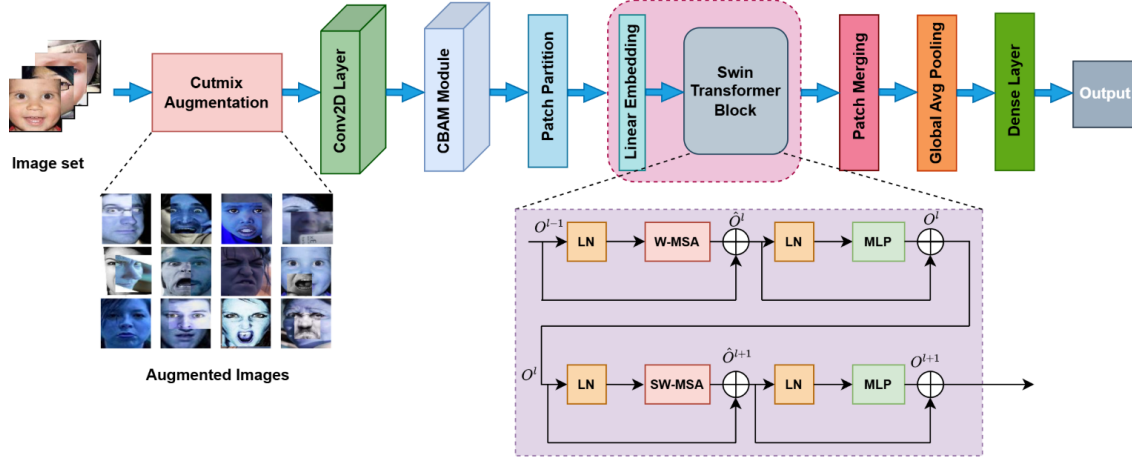 Image set
Cutmix
Augmentation
Conv2D Layer
CBAM Module
Patch Partition
Linear Embedding
Swin
Transformer
Block
Patch Merging
Global Avg Pooling
Dense Layer
Output
Augmented Images
O^{l-1}
LN
W-MSA
Ô^{l}
LN
MLP
O^{l}
O^{l}
LN
SW-MSA
Ô^{l+1}
LN
MLP
O^{l+1}